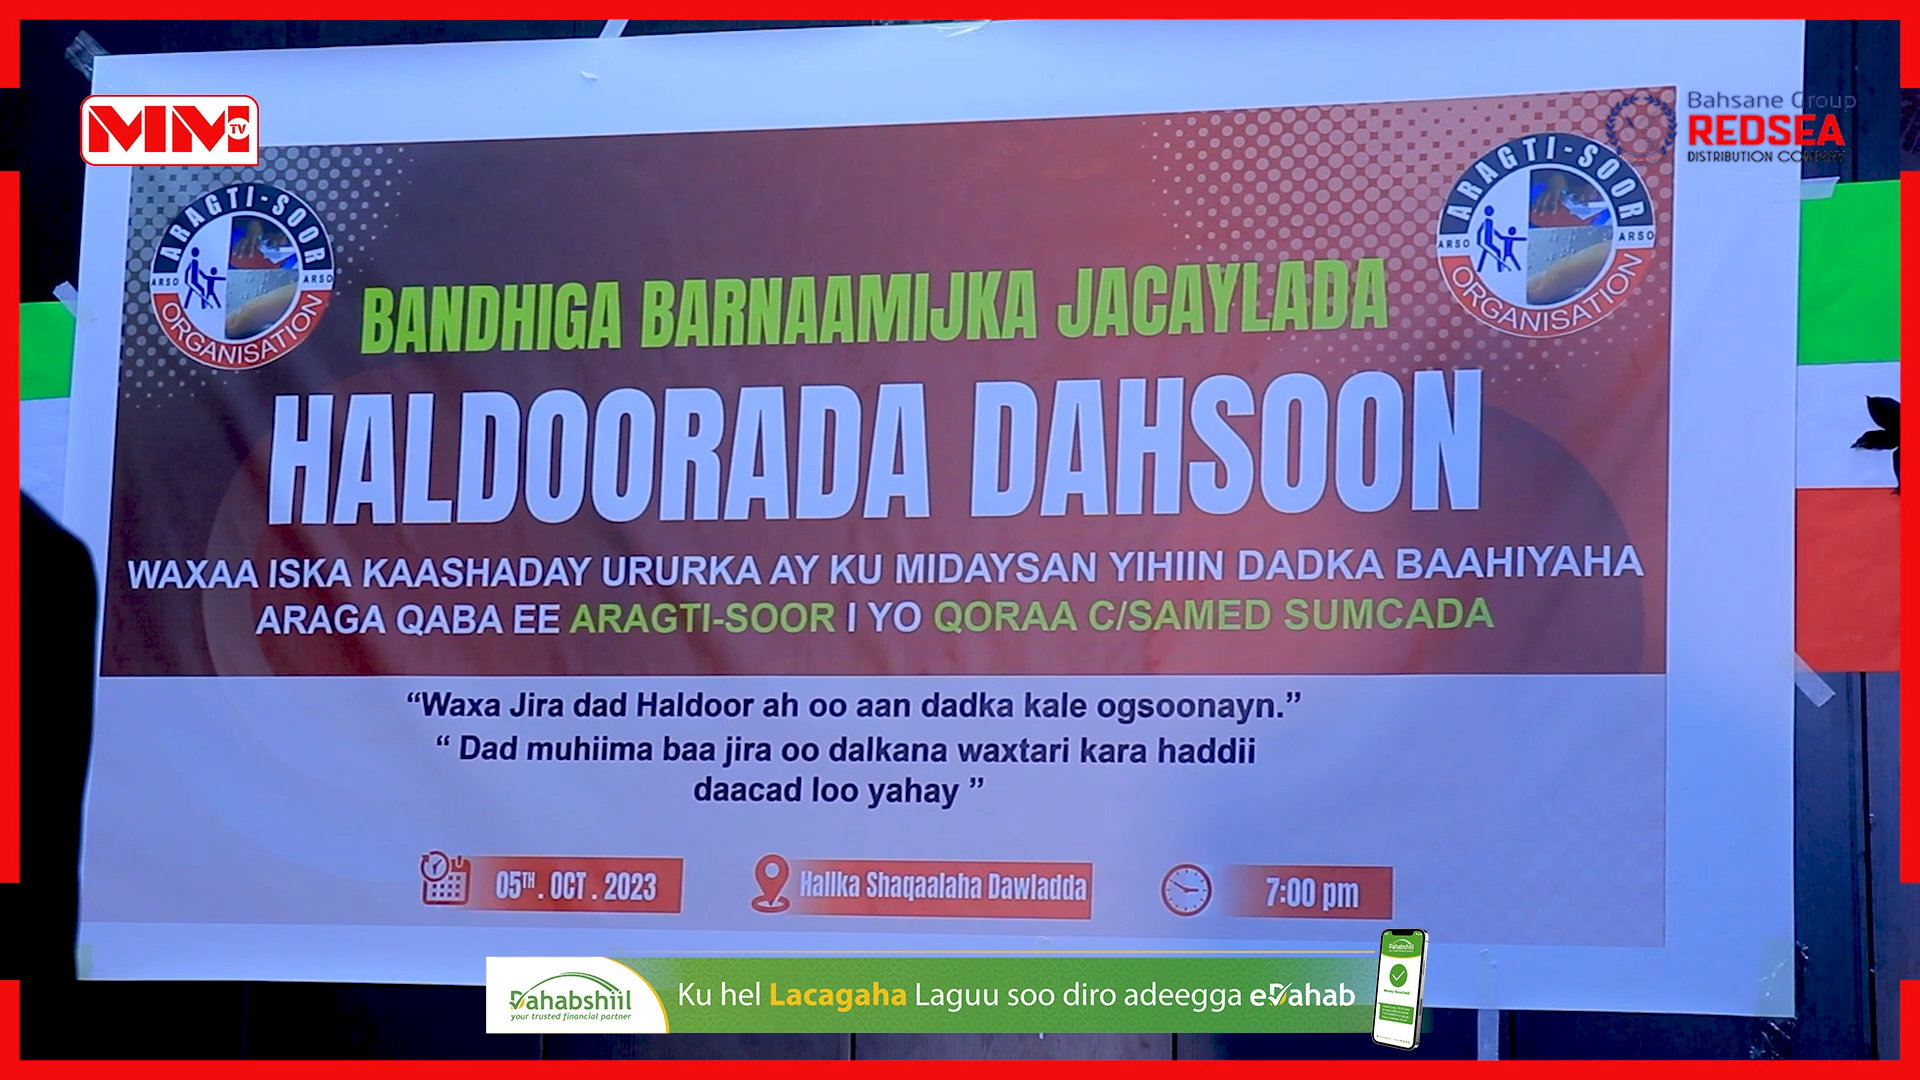 MM TV
Bahsane Group
REDSEA
DISTRIBUTION COMPANY
ARAGTI-SOOR
ARSO ARSO
ORGANISATION
ARAGTI-SOOR
ARSO ARSO
ORGANISATION
BANDHIGA BARNAAMIJKA JACAYLADA
HALDOORADA DAHSOON
WAXAA ISKA KAASHADAY URURKA AY KU MIDAYSAN YIHIIN DADKA BAAHIYAHA
ARAGA QABA EE ARAGTI-SOOR I YO QORAA C/SAMED SUMCADA
“Waxa Jira dad Haldoor ah oo aan dadka kale ogsoonayn.”
“ Dad muhiima baa jira oo dalkana waxtari kara haddii
daacad loo yahay ”
05TH . OCT . 2023
Hallka Shaqaalaha Dawladda
7:00 pm
Dahabshiil
your trusted financial partner
Ku hel Lacagaha Laguu soo diro adeegga eDahab
Dahabshiil